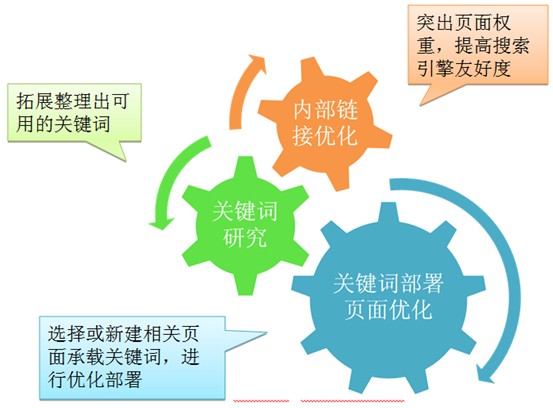 突出页面权
重，提高搜索
引擎友好度
内部链
接优化
拓展整理出可
用的关键词
关键词
研究
关键词部署
页面优化
选择或新建相关页
面承载关键词，进
行优化部署